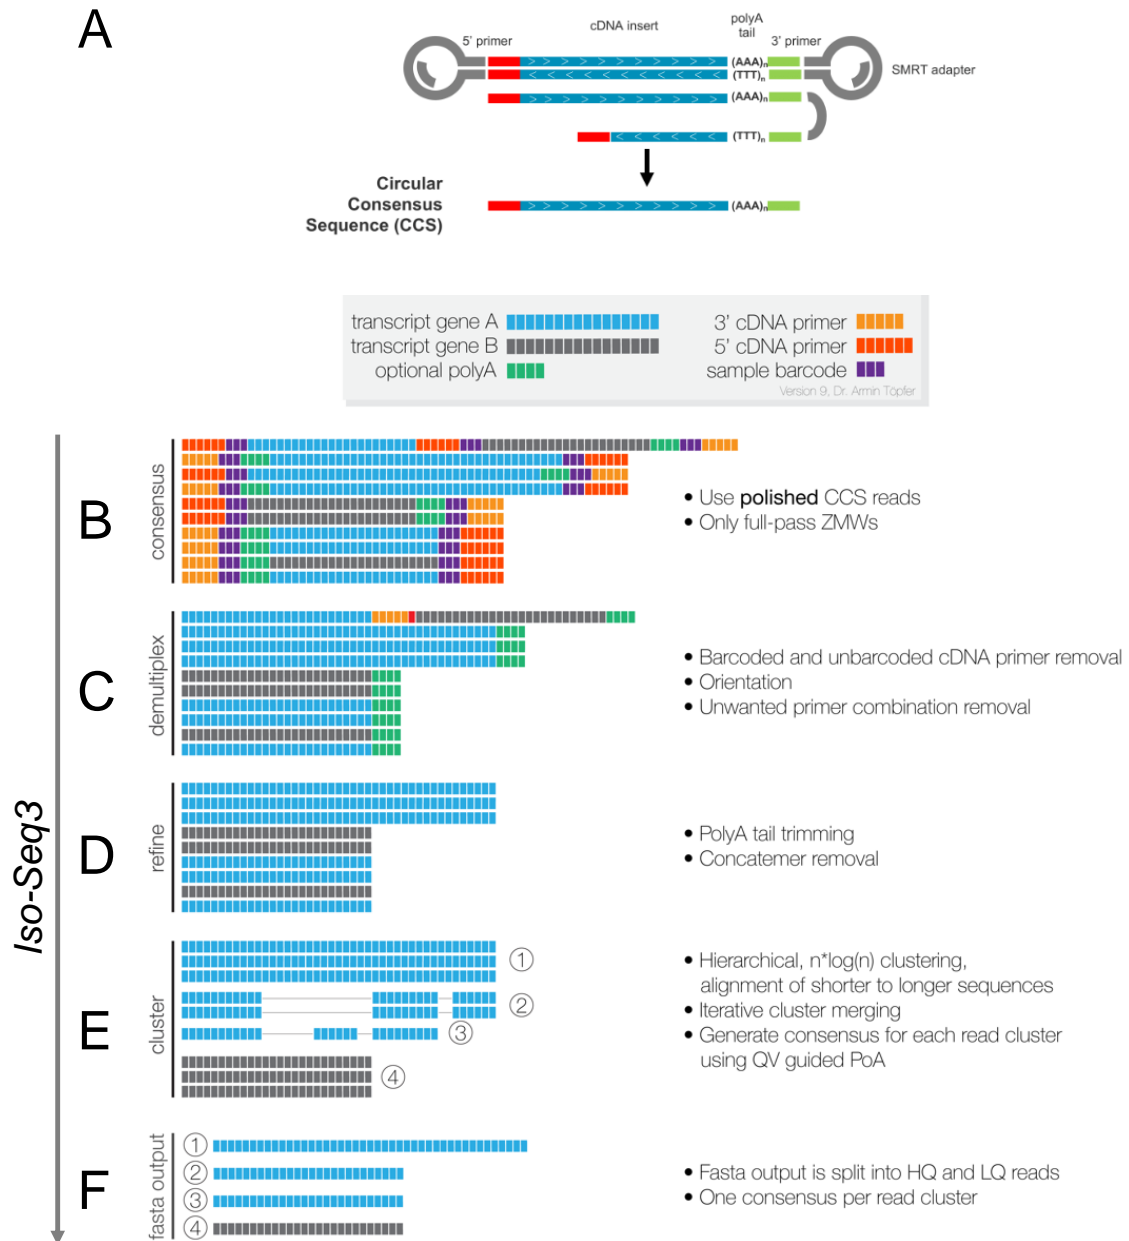 A
5' primer
cDNA insert
polyA
tail
3' primer
(AAA)n
(TTT)n
SMRT adapter
(AAA)n
(TTT)n
Circular
Consensus
Sequence (CCS)
(AAA)n
transcript gene A
transcript gene B
optional polyA
3' cDNA primer
5' cDNA primer
sample barcode
Version 9, Dr. Armin Töpfer
Iso-Seq3
B
consensus
• Use polished CCS reads
• Only full-pass ZMWs
C
demultiplex
• Barcoded and unbarcoded cDNA primer removal
• Orientation
• Unwanted primer combination removal
D
refine
• PolyA tail trimming
• Concatemer removal
E
cluster
1
2
3
4
• Hierarchical, n*log(n) clustering,
alignment of shorter to longer sequences
• Iterative cluster merging
• Generate consensus for each read cluster
using QV guided PoA
F
fasta output
1
2
3
4
• Fasta output is split into HQ and LQ reads
• One consensus per read cluster